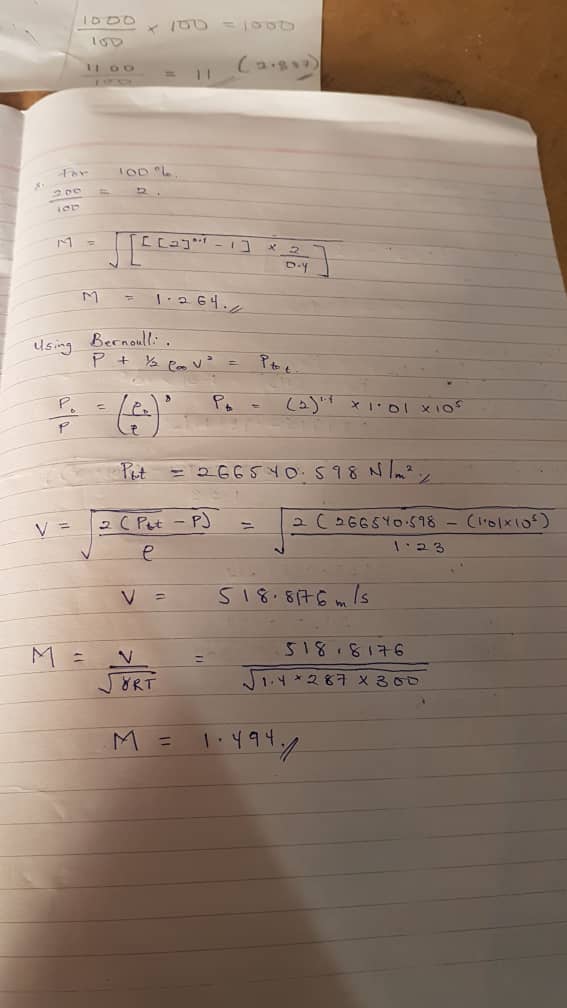 1000/100 × 100 = 1000
1100/100 = 11 (2.897)
8. for 100%.
200/100 = 2.
M = √[[[2]^0.4 - 1] × 2/0.4]
M = 1.264.//
Using Bernoulli.
P + ½ ρ∞ V² = Ptot.
P₀/P = (ρ₀/ρ)^γ P₀ = (2)^1.4 × 1.01 × 10⁵
Ptot = 266540.598 N/m².//
V = √(2(Ptot - P)/ρ) = √(2(266540.598 - (1.01×10⁵)/1.23)
V = 518.8176 m/s
M = V/√γRT = 518.8176/√1.4×287×300
M = 1.494.//